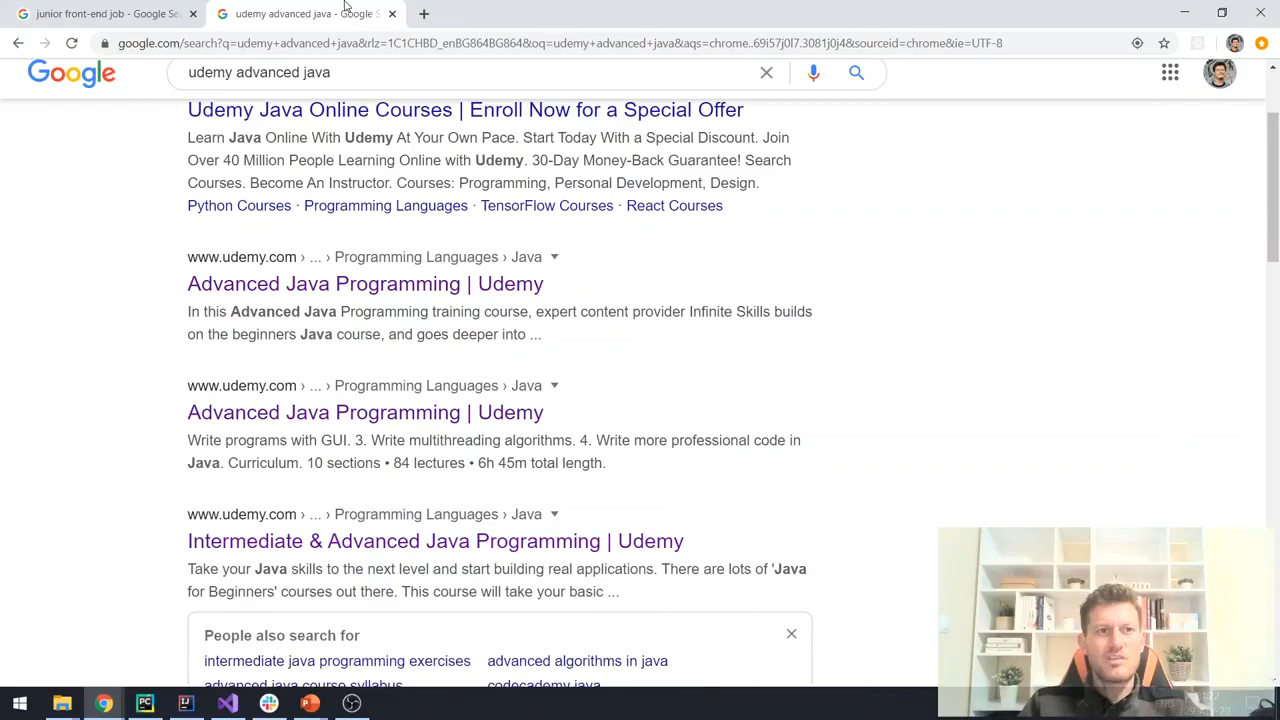 junior front-end job - Google Se
udemy advanced java - Google S
google.com/search?q=udemy+advanced+java&rlz=1C1CHBD_enBG864BG864&oq=udemy+advanced+java&aqs=chrome..69i57j0l7.3081j0j4&sourceid=chrome&ie=UTF-8
Google
udemy advanced java
Udemy Java Online Courses | Enroll Now for a Special Offer
Learn Java Online With Udemy At Your Own Pace. Start Today With a Special Discount. Join
Over 40 Million People Learning Online with Udemy. 30-Day Money-Back Guarantee! Search
Courses. Become An Instructor. Courses: Programming, Personal Development, Design.
Python Courses · Programming Languages · TensorFlow Courses · React Courses
www.udemy.com › ... › Programming Languages › Java
Advanced Java Programming | Udemy
In this Advanced Java Programming training course, expert content provider Infinite Skills builds
on the beginners Java course, and goes deeper into ...
www.udemy.com › ... › Programming Languages › Java
Advanced Java Programming | Udemy
Write programs with GUI. 3. Write multithreading algorithms. 4. Write more professional code in
Java. Curriculum. 10 sections • 84 lectures • 6h 45m total length.
www.udemy.com › ... › Programming Languages › Java
Intermediate & Advanced Java Programming | Udemy
Take your Java skills to the next level and start building real applications. There are lots of 'Java
for Beginners' courses out there. This course will take your basic ...
People also search for
intermediate java programming exercises advanced algorithms in java
advanced java course syllabus codecademy java